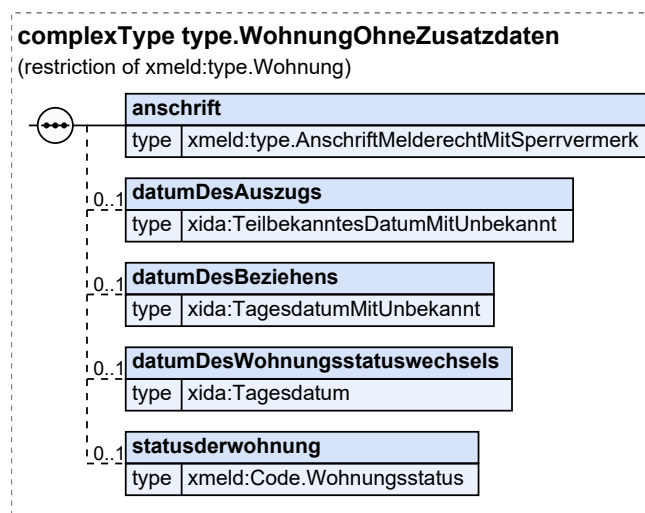 complexType type.WohnungOhneZusatzdaten
(restriction of xmeld:type.Wohnung)
anschrift
type xmeld:type.AnschriftMelderechtMitSperrvermerk
0..1 datumDesAuszugs
type xida:TeilbekanntesDatumMitUnbekannt
0..1 datumDesBeziehens
type xida:TagesdatumMitUnbekannt
0..1 datumDesWohnungsstatuswechsels
type xida:Tagesdatum
0..1 statusderwohnung
type xmeld:Code.Wohnungsstatus